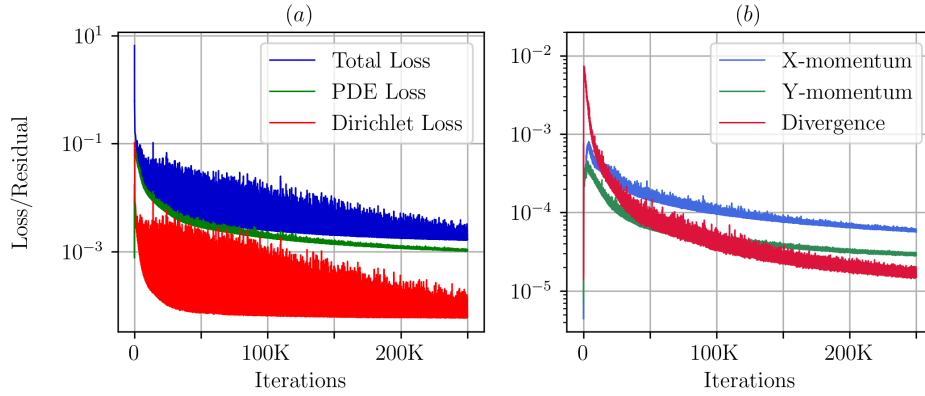 (a)
Loss/Residual
10^1
10^{-1}
10^{-3}
Total Loss
PDE Loss
Dirichlet Loss
0
100K
200K
Iterations
(b)
10^{-2}
10^{-3}
10^{-4}
10^{-5}
X-momentum
Y-momentum
Divergence
0
100K
200K
Iterations